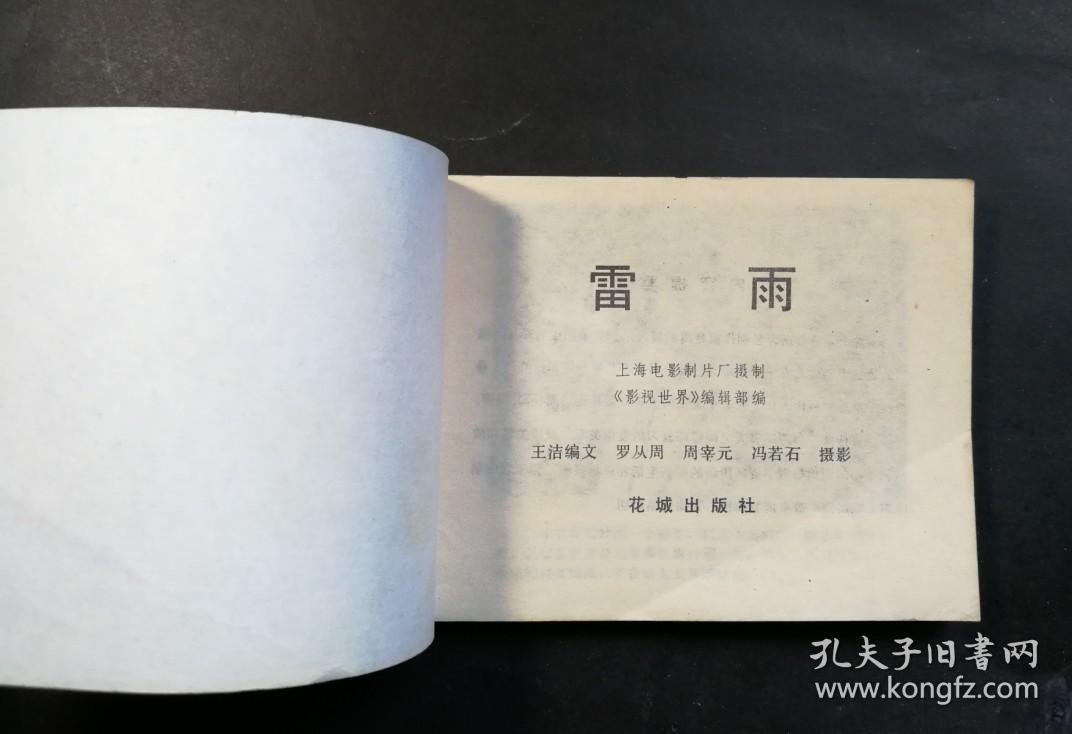 雷 雨
上海电影制片厂摄制
《影视世界》编辑部编
王洁编文 罗从周 周宰元 冯若石 摄影
花城出版社
孔夫子旧书网
www.kongfz.com